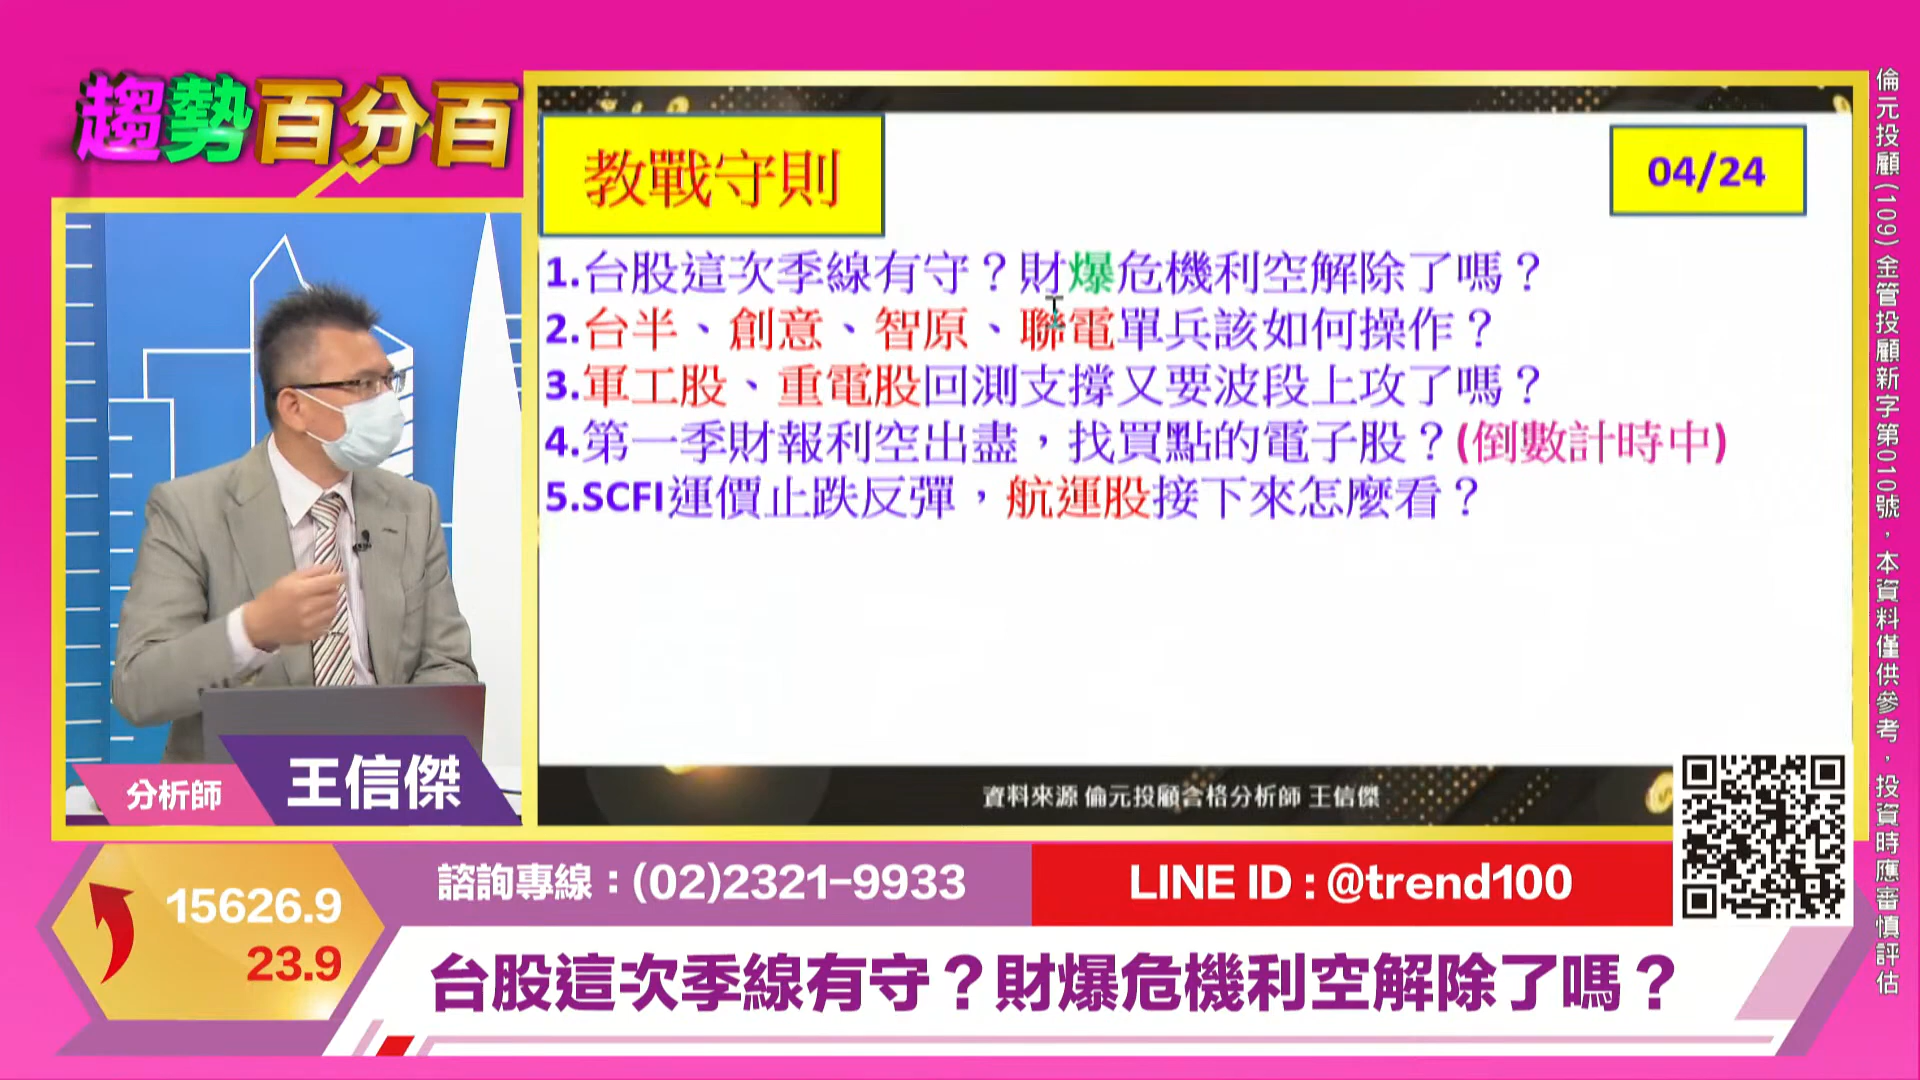 趨勢百分百
教戰守則
04/24
1.台股這次季線有守？財爆危機利空解除了嗎？
2.台半、創意、智原、聯電單兵該如何操作？
3.軍工股、重電股回測支撐又要波段上攻了嗎？
4.第一季財報利空出盡，找買點的電子股？(倒數計時中)
5.SCFI運價止跌反彈，航運股接下來怎麼看？
資料來源 倫元投顧合格分析師 王信傑
分析師 王信傑
15626.9
23.9
諮詢專線：(02)2321-9933
LINE ID : @trend100
台股這次季線有守？財爆危機利空解除了嗎？
倫元投顧(109)金管投顧新字第010號，本資料僅供參考，投資時應審慎評估